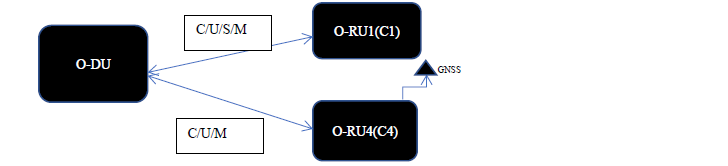 C/U/S/M
O-RU1(C1)
O-DU
GNSS
O-RU4(C4)
C/U/M